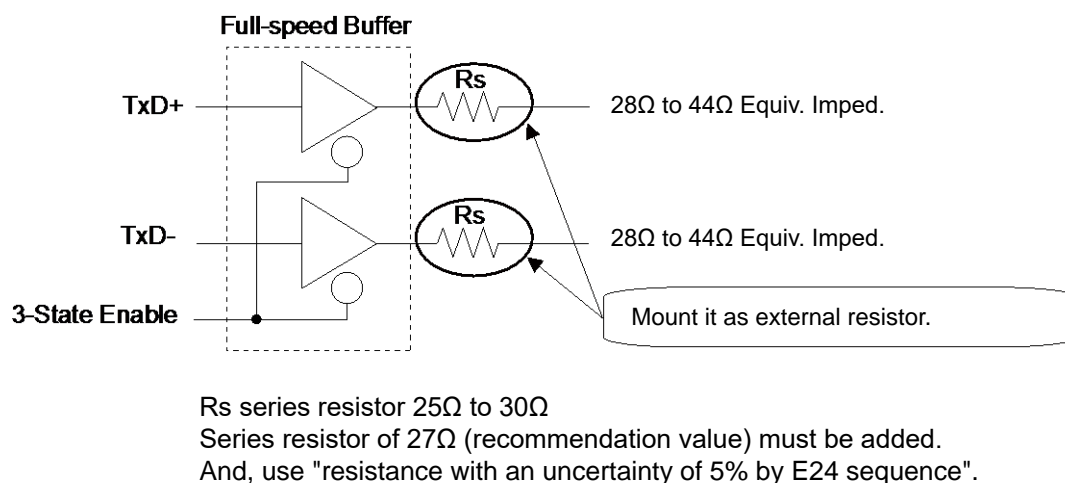 Full-speed Buffer
Rs
TxD+
28Ω to 44Ω Equiv. Imped.
Rs
TxD-
28Ω to 44Ω Equiv. Imped.
3-State Enable
Mount it as external resistor.
Rs series resistor 25Ω to 30Ω
Series resistor of 27Ω (recommendation value) must be added.
And, use "resistance with an uncertainty of 5% by E24 sequence".